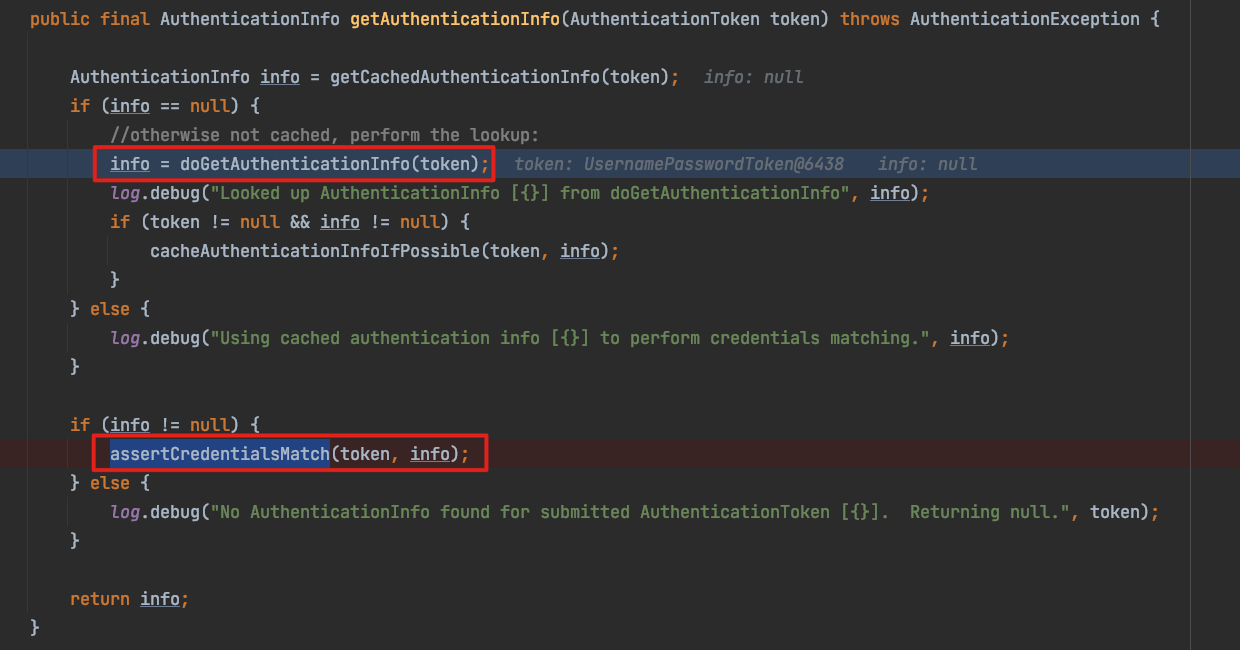 public final AuthenticationInfo getAuthenticationInfo(AuthenticationToken token) throws AuthenticationException {
AuthenticationInfo info = getCachedAuthenticationInfo(token); info: null
if (info == null) {
//otherwise not cached, perform the lookup:
info = doGetAuthenticationInfo(token); token: UsernamePasswordToken@6438 info: null
log.debug("Looked up AuthenticationInfo [{}] from doGetAuthenticationInfo", info);
if (token != null && info != null) {
cacheAuthenticationInfoIfPossible(token, info);
}
} else {
log.debug("Using cached authentication info [{}] to perform credentials matching.", info);
}
if (info != null) {
assertCredentialsMatch(token, info);
} else {
log.debug("No AuthenticationInfo found for submitted AuthenticationToken [{}].  Returning null.", token);
}
return info;
}